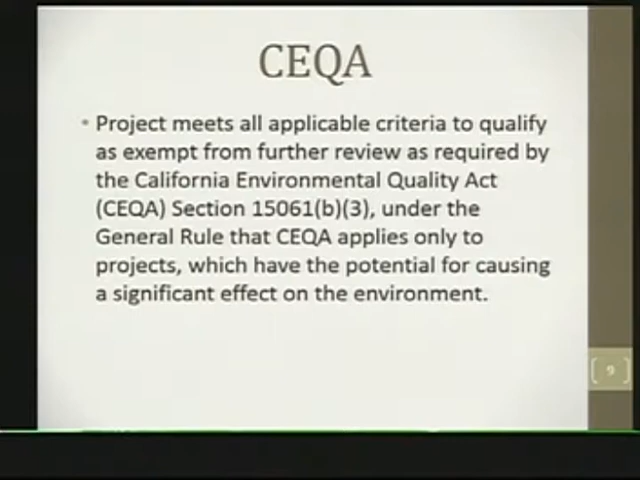 CEQA
• Project meets all applicable criteria to qualify
as exempt from further review as required by
the California Environmental Quality Act
(CEQA) Section 15061(b)(3), under the
General Rule that CEQA applies only to
projects, which have the potential for causing
a significant effect on the environment.
[ 9 ]